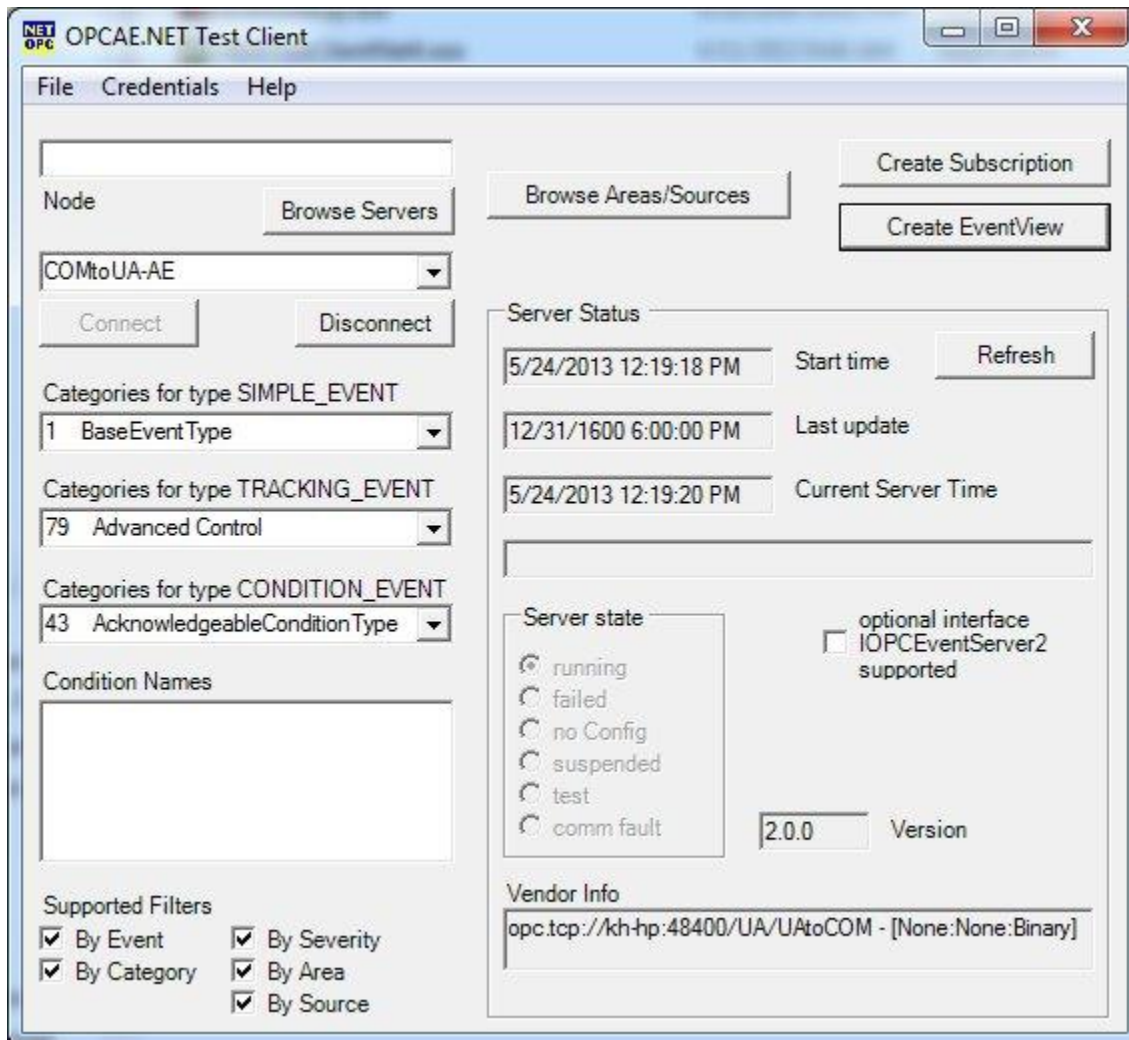 NET OPC OPCAE.NET Test Client
File Credentials Help
Node
Browse Servers
COMtoUA-AE
Connect Disconnect
Categories for type SIMPLE_EVENT
1 BaseEventType
Categories for type TRACKING_EVENT
79 Advanced Control
Categories for type CONDITION_EVENT
43 AcknowledgeableConditionType
Condition Names
Supported Filters
By Event By Severity
By Category By Area
By Source
Browse Areas/Sources
Create Subscription
Create EventView
Server Status
5/24/2013 12:19:18 PM Start time Refresh
12/31/1600 6:00:00 PM Last update
5/24/2013 12:19:20 PM Current Server Time
Server state
running
failed
no Config
suspended
test
comm fault
optional interface
IOPCEventServer2
supported
2.0.0 Version
Vendor Info
opc.tcp://kh-hp:48400/UA/UAtoCOM - [None:None:Binary]